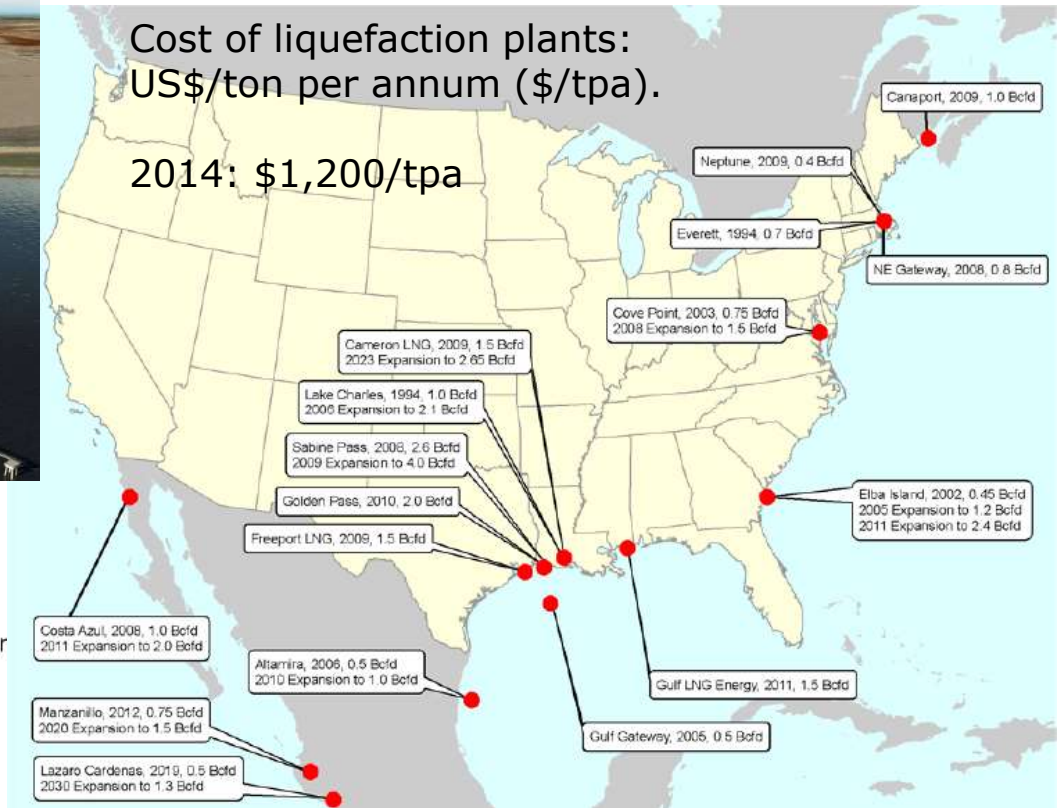 Cost of liquefaction plants:
US$/ton per annum ($/tpa).
2014: $1,200/tpa
Canaport, 2009, 1.0 Bcfd
Neptune, 2009, 0.4 Bcfd
Everett, 1994, 0.7 Bcfd
NE Gateway, 2008, 0.8 Bcfd
Cove Point, 2003, 0.75 Bcfd
2008 Expansion to 1.5 Bcfd
Cameron LNG, 2009, 1.5 Bcfd
2023 Expansion to 2.65 Bcfd
Lake Charles, 1994, 1.0 Bcfd
2006 Expansion to 2.1 Bcfd
Sabine Pass, 2008, 2.6 Bcfd
2009 Expansion to 4.0 Bcfd
Golden Pass, 2010, 2.0 Bcfd
Freeport LNG, 2009, 1.5 Bcfd
Elba Island, 2002, 0.45 Bcfd
2005 Expansion to 1.2 Bcfd
2011 Expansion to 2.4 Bcfd
Costa Azul, 2008, 1.0 Bcfd
2011 Expansion to 2.0 Bcfd
Altamira, 2006, 0.5 Bcfd
2010 Expansion to 1.0 Bcfd
Gulf LNG Energy, 2011, 1.5 Bcfd
Manzanillo, 2012, 0.75 Bcfd
2020 Expansion to 1.5 Bcfd
Gulf Gateway, 2005, 0.5 Bcfd
Lazaro Cardenas, 2019, 0.5 Bcfd
2030 Expansion to 1.3 Bcfd